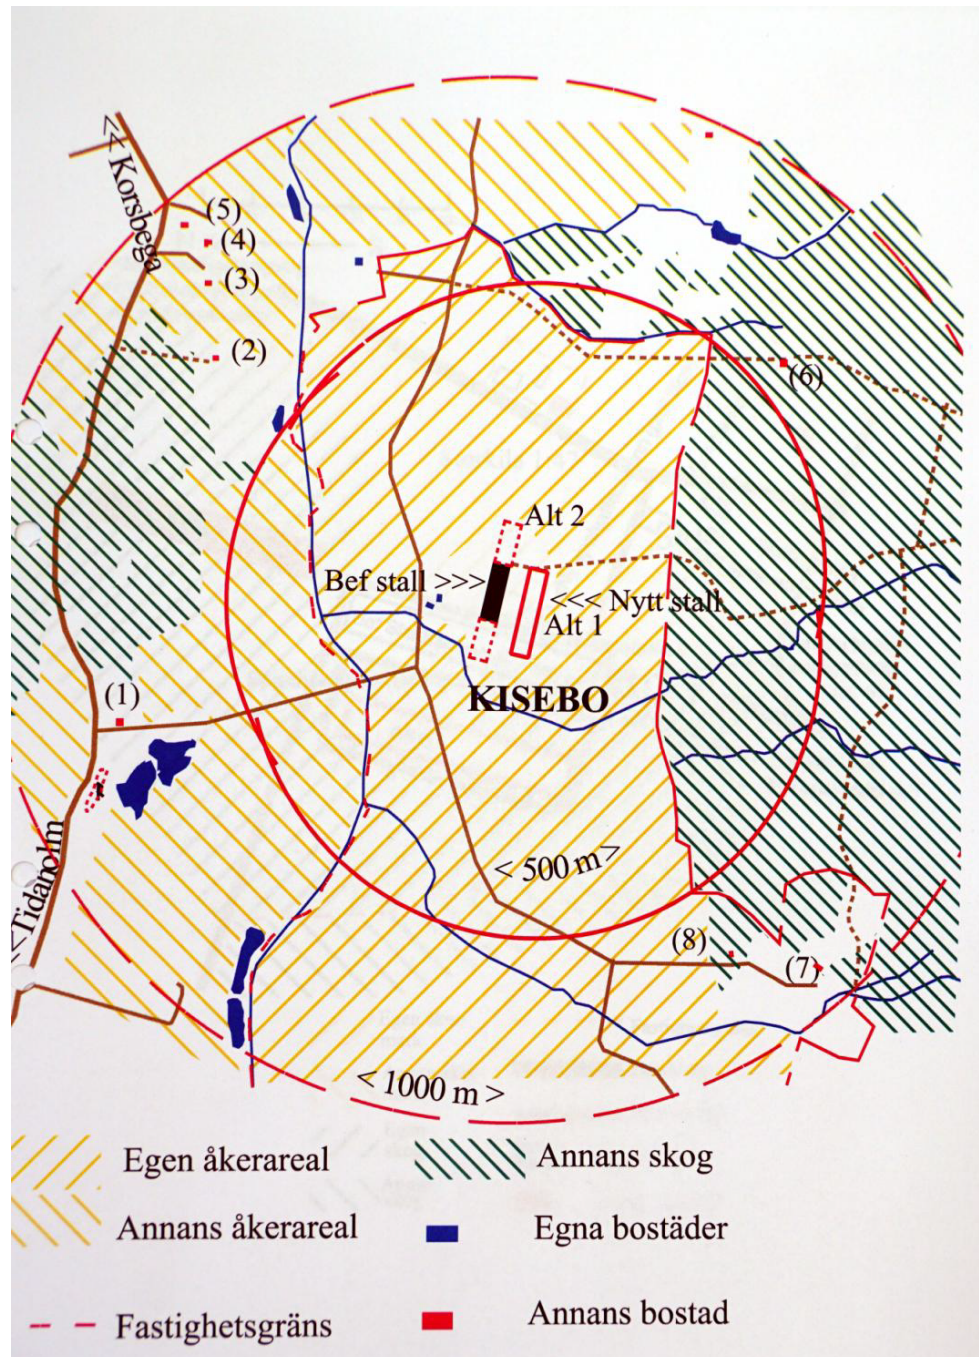 << Korsbega
(5)
(4)
(3)
(2)
(6)
Alt 2
Bef stall >>>
<<< Nytt stall
Alt 1
KISEBO
(1)
<<Tidaholm
< 500 m >
(8)
(7)
< 1000 m >
Egen åkerareal
Annans skog
Annans åkerareal
Egna bostäder
Fastighetsgräns
Annans bostad